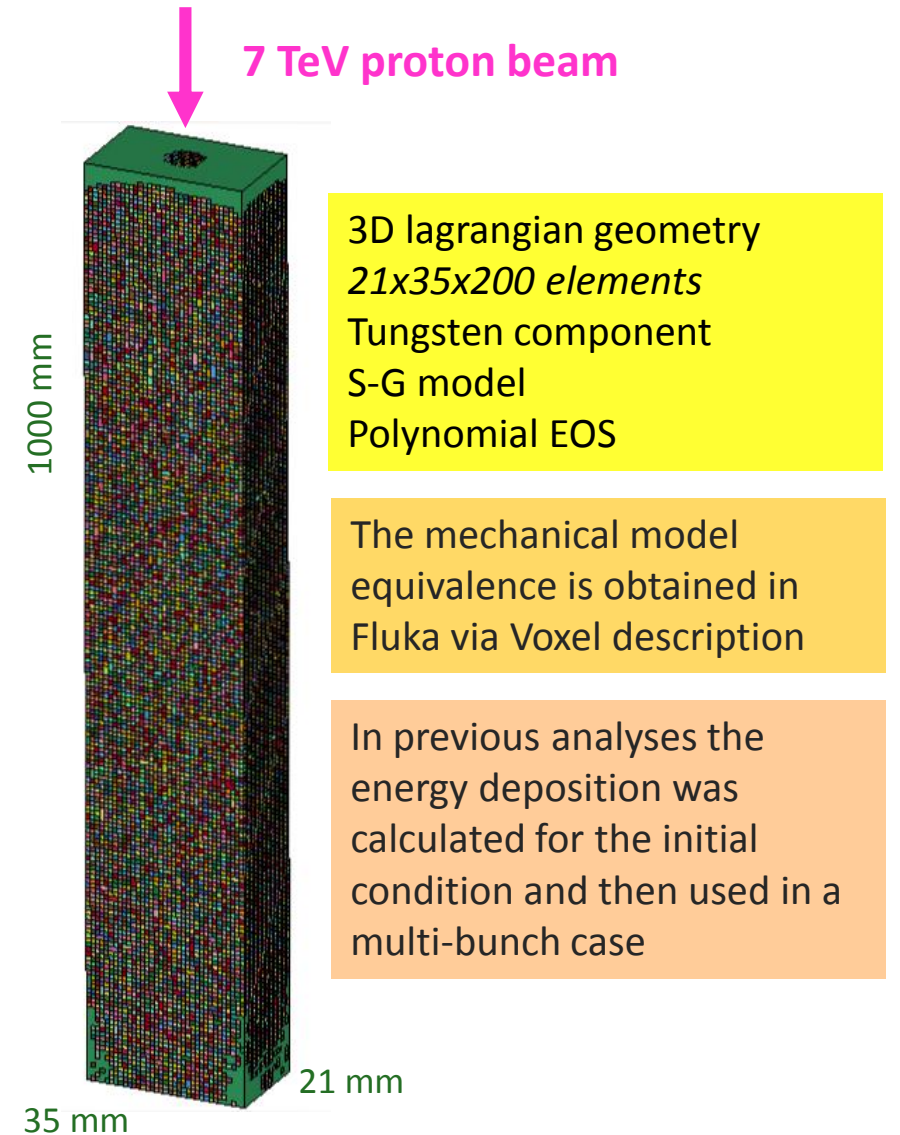 7 TeV proton beam
3D lagrangian geometry
21x35x200 elements
Tungsten component
S-G model
Polynomial EOS
1000 mm
The mechanical model
equivalence is obtained in
Fluka via Voxel description
In previous analyses the
energy deposition was
calculated for the initial
condition and then used in a
multi-bunch case
21 mm
35 mm